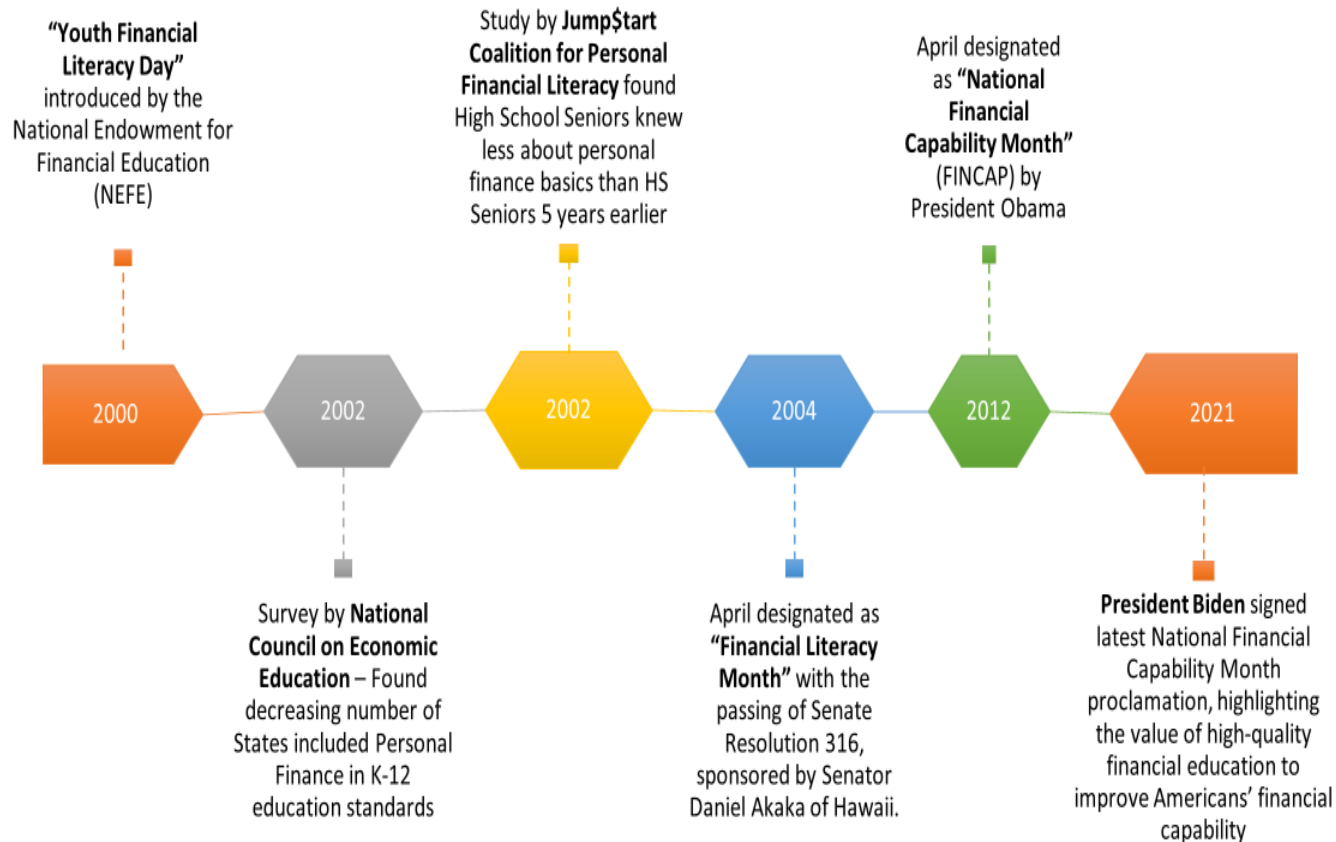 “Youth Financial
Literacy Day”
introduced by the
National Endowment for
Financial Education
(NEFE)
Study by Jump$tart
Coalition for Personal
Financial Literacy found
High School Seniors knew
less about personal
finance basics than HS
Seniors 5 years earlier
April designated
as “National
Financial
Capability Month”
(FINCAP) by
President Obama
2000
2002
2002
2004
2012
2021
Survey by National
Council on Economic
Education – Found
decreasing number of
States included Personal
Finance in K-12
education standards
April designated as
“Financial Literacy
Month” with the
passing of Senate
Resolution 316,
sponsored by Senator
Daniel Akaka of Hawaii.
President Biden signed
latest National Financial
Capability Month
proclamation, highlighting
the value of high-quality
financial education to
improve Americans’ financial
capability